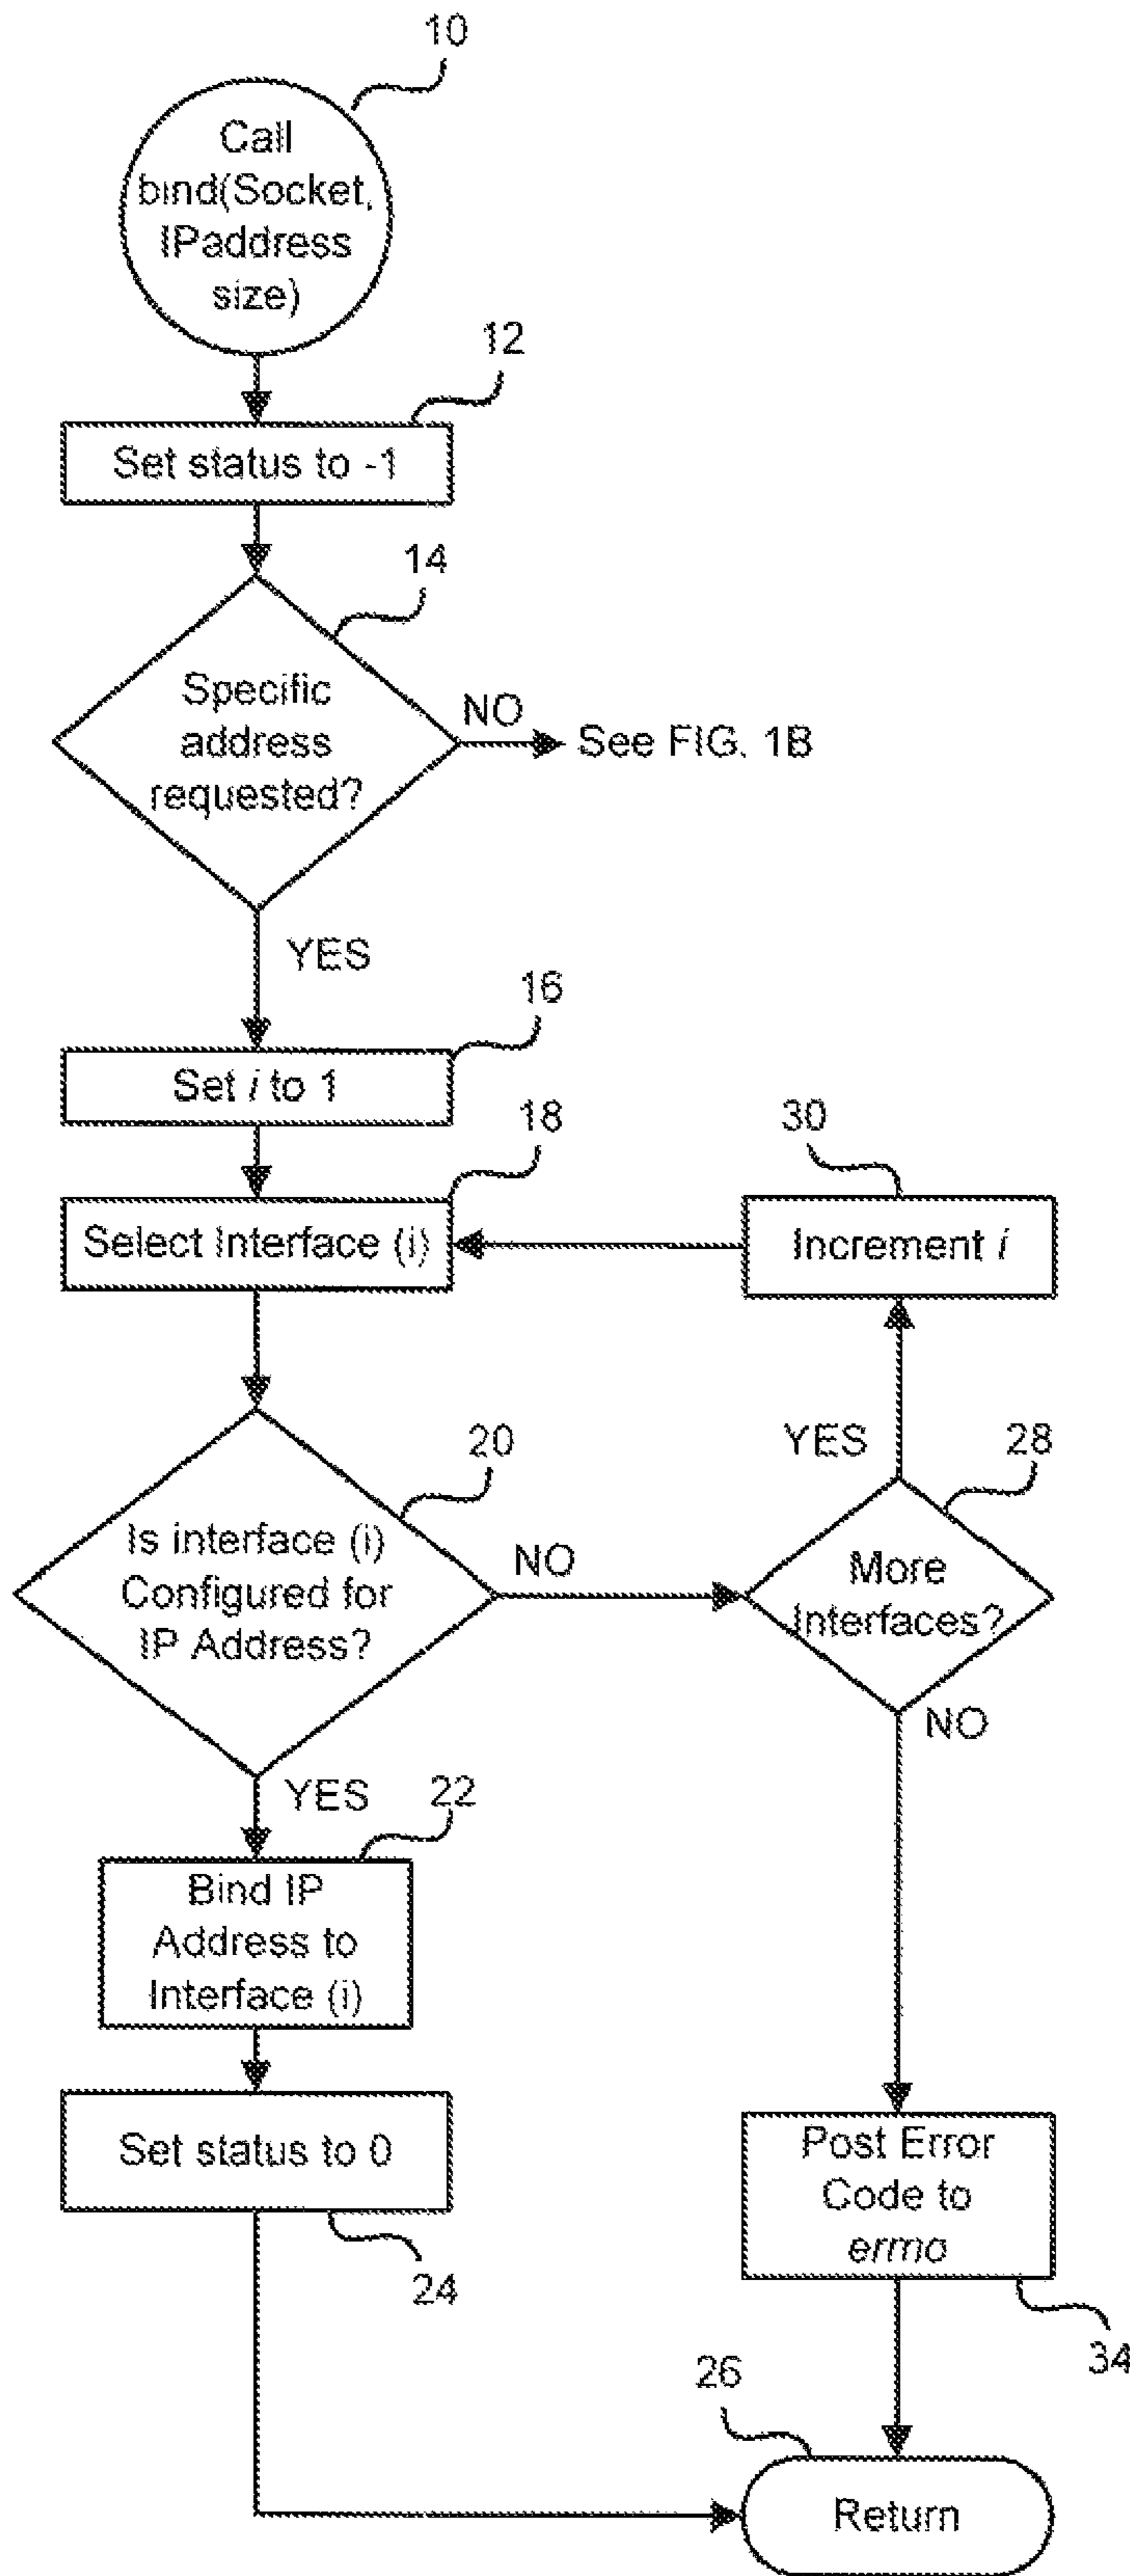 10
Call
bind(Socket,
IPaddress
size)
12
Set status to -1
14
Specific
address
requested?
NO
See FIG. 1B
YES
16
Set i to 1
18
Select Interface (i)
30
Increment i
20
Is interface (i)
Configured for
IP Address?
NO
YES
28
More
Interfaces?
NO
YES
22
Bind IP
Address to
Interface (i)
Set status to 0
24
Post Error
Code to
errno
34
26
Return